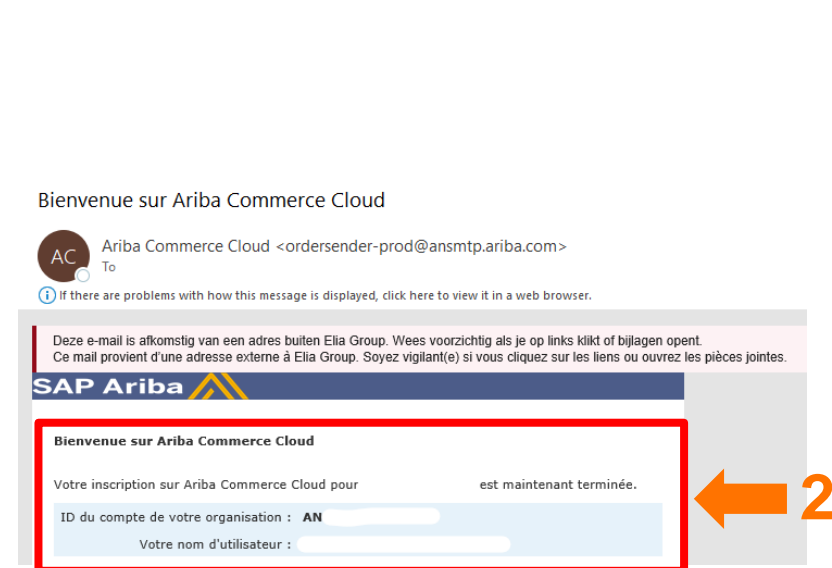 Bienvenue sur Ariba Commerce Cloud
AC
Ariba Commerce Cloud <ordersender-prod@ansmtp.ariba.com>
To
If there are problems with how this message is displayed, click here to view it in a web browser.
Deze e-mail is afkomstig van een adres buiten Elia Group. Wees voorzichtig als je op links klikt of bijlagen opent.
Ce mail provient d'une adresse externe à Elia Group. Soyez vigilant(e) si vous cliquez sur les liens ou ouvrez les pièces jointes.
SAP Ariba
Bienvenue sur Ariba Commerce Cloud
Votre inscription sur Ariba Commerce Cloud pour est maintenant terminée.
2
ID du compte de votre organisation : AN
Votre nom d'utilisateur :